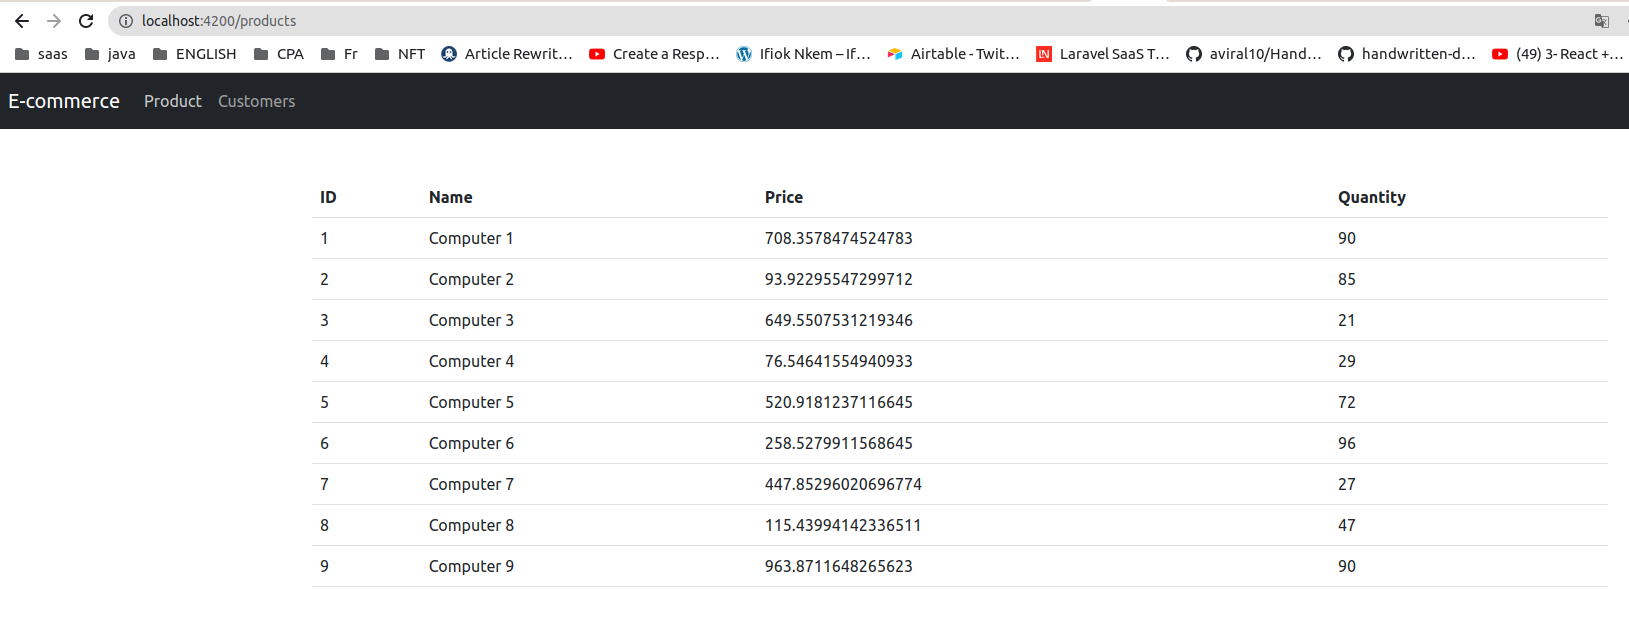 localhost:4200/products
saas java ENGLISH CPA Fr NFT Article Rewrit... Create a Resp... Ifiok Nkem – If... Airtable - Twit... LN Laravel SaaS T... aviral10/Hand... handwritten-d... (49) 3- React +...
E-commerce Product Customers
ID Name Price Quantity
1 Computer 1 708.3578474524783 90
2 Computer 2 93.92295547299712 85
3 Computer 3 649.5507531219346 21
4 Computer 4 76.54641554940933 29
5 Computer 5 520.9181237116645 72
6 Computer 6 258.5279911568645 96
7 Computer 7 447.85296020696774 27
8 Computer 8 115.43994142336511 47
9 Computer 9 963.8711648265623 90